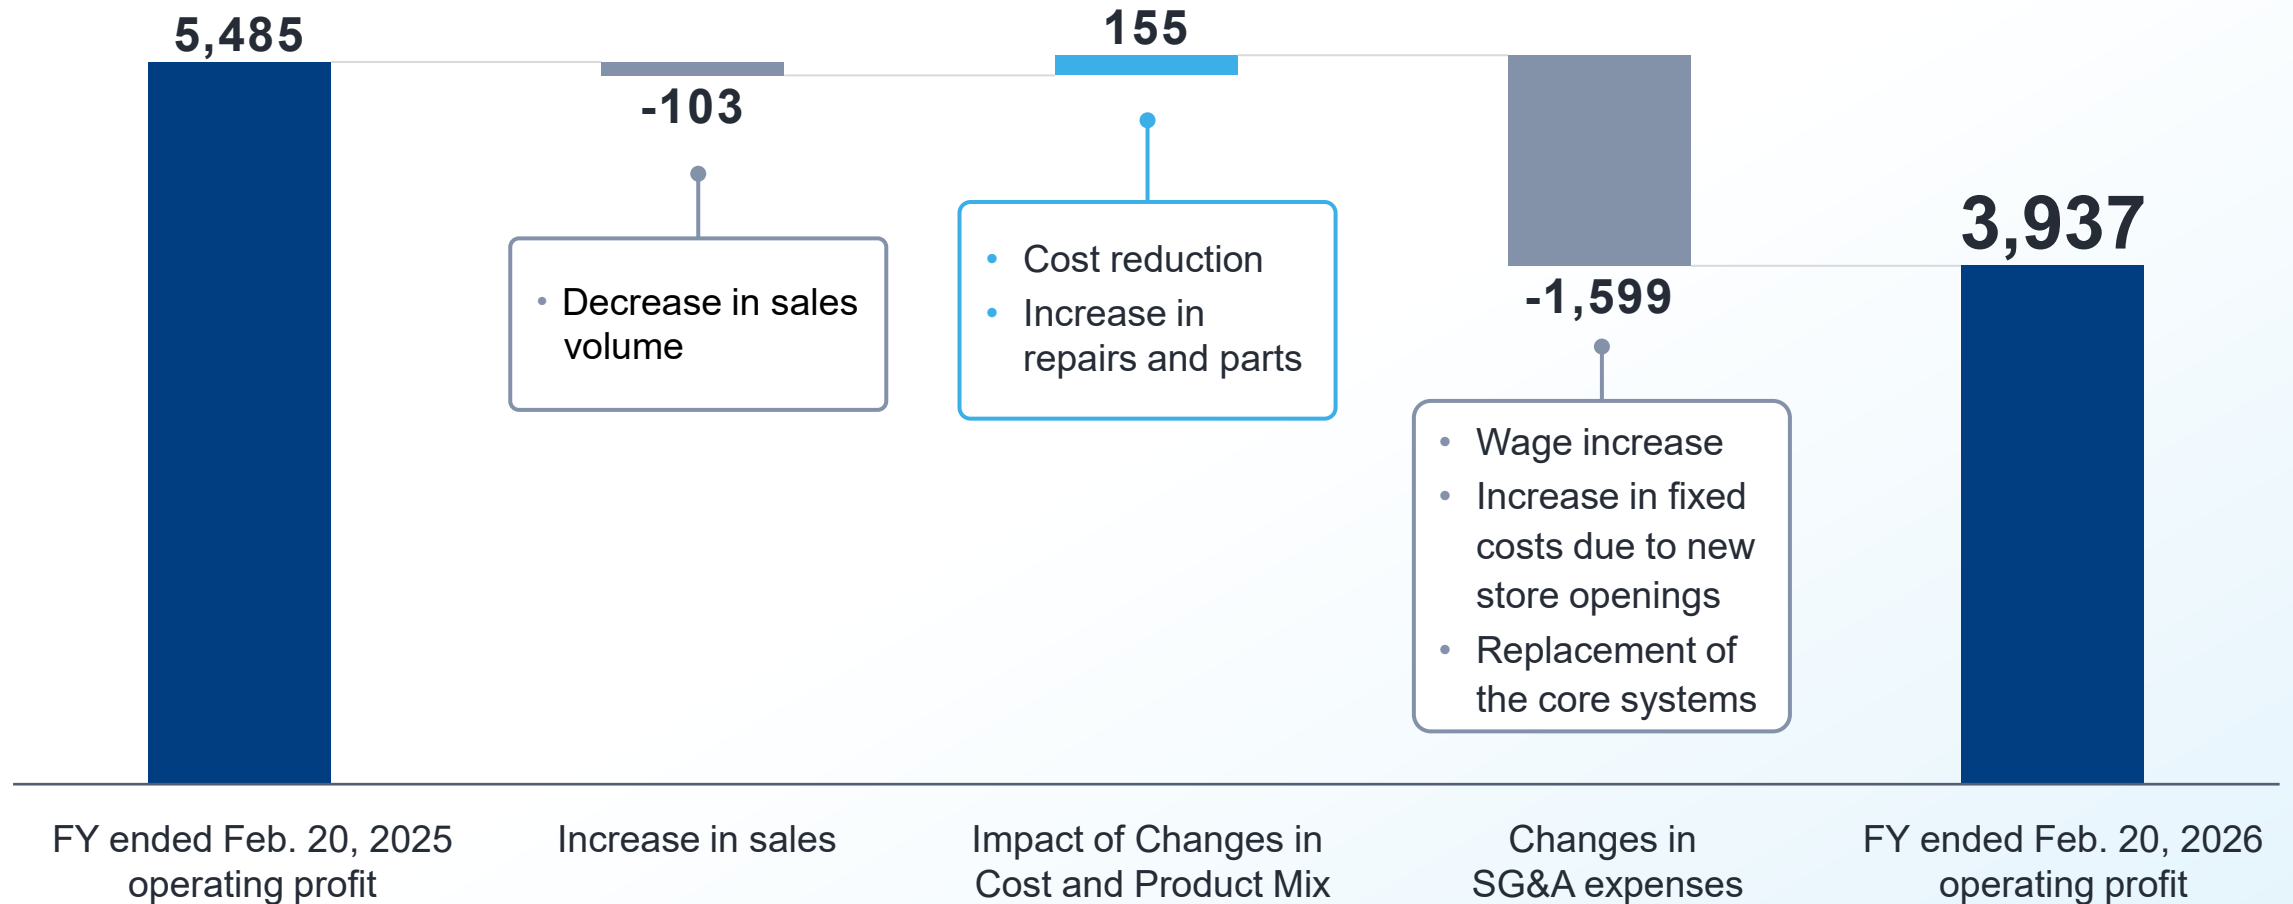 5,485
-103
• Decrease in sales
volume
155
• Cost reduction
• Increase in
repairs and parts
-1,599
• Wage increase
• Increase in fixed
costs due to new
store openings
• Replacement of
the core systems
3,937
FY ended Feb. 20, 2025
operating profit
Increase in sales
Impact of Changes in
Cost and Product Mix
Changes in
SG&A expenses
FY ended Feb. 20, 2026
operating profit